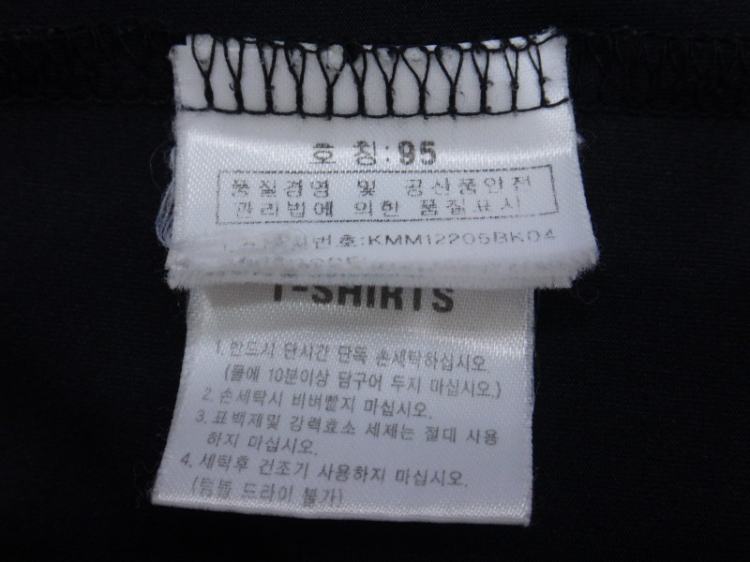 호 칭:95
품질경영 및 공산품안전
관리법에 의한 품질표시
번호:KMM12205BK04
T-SHIRTS
1. 반드시 단시간 단독 손세탁하십시오.
(물에 10분이상 담구어 두지 마십시오.)
2. 손세탁시 비벼빨지 마십시오.
3. 표백제및 강력효소 세제는 절대 사용
하지 마십시오.
4. 세탁후 건조기 사용하지 마십시오.
(텀블 드라이 불가)